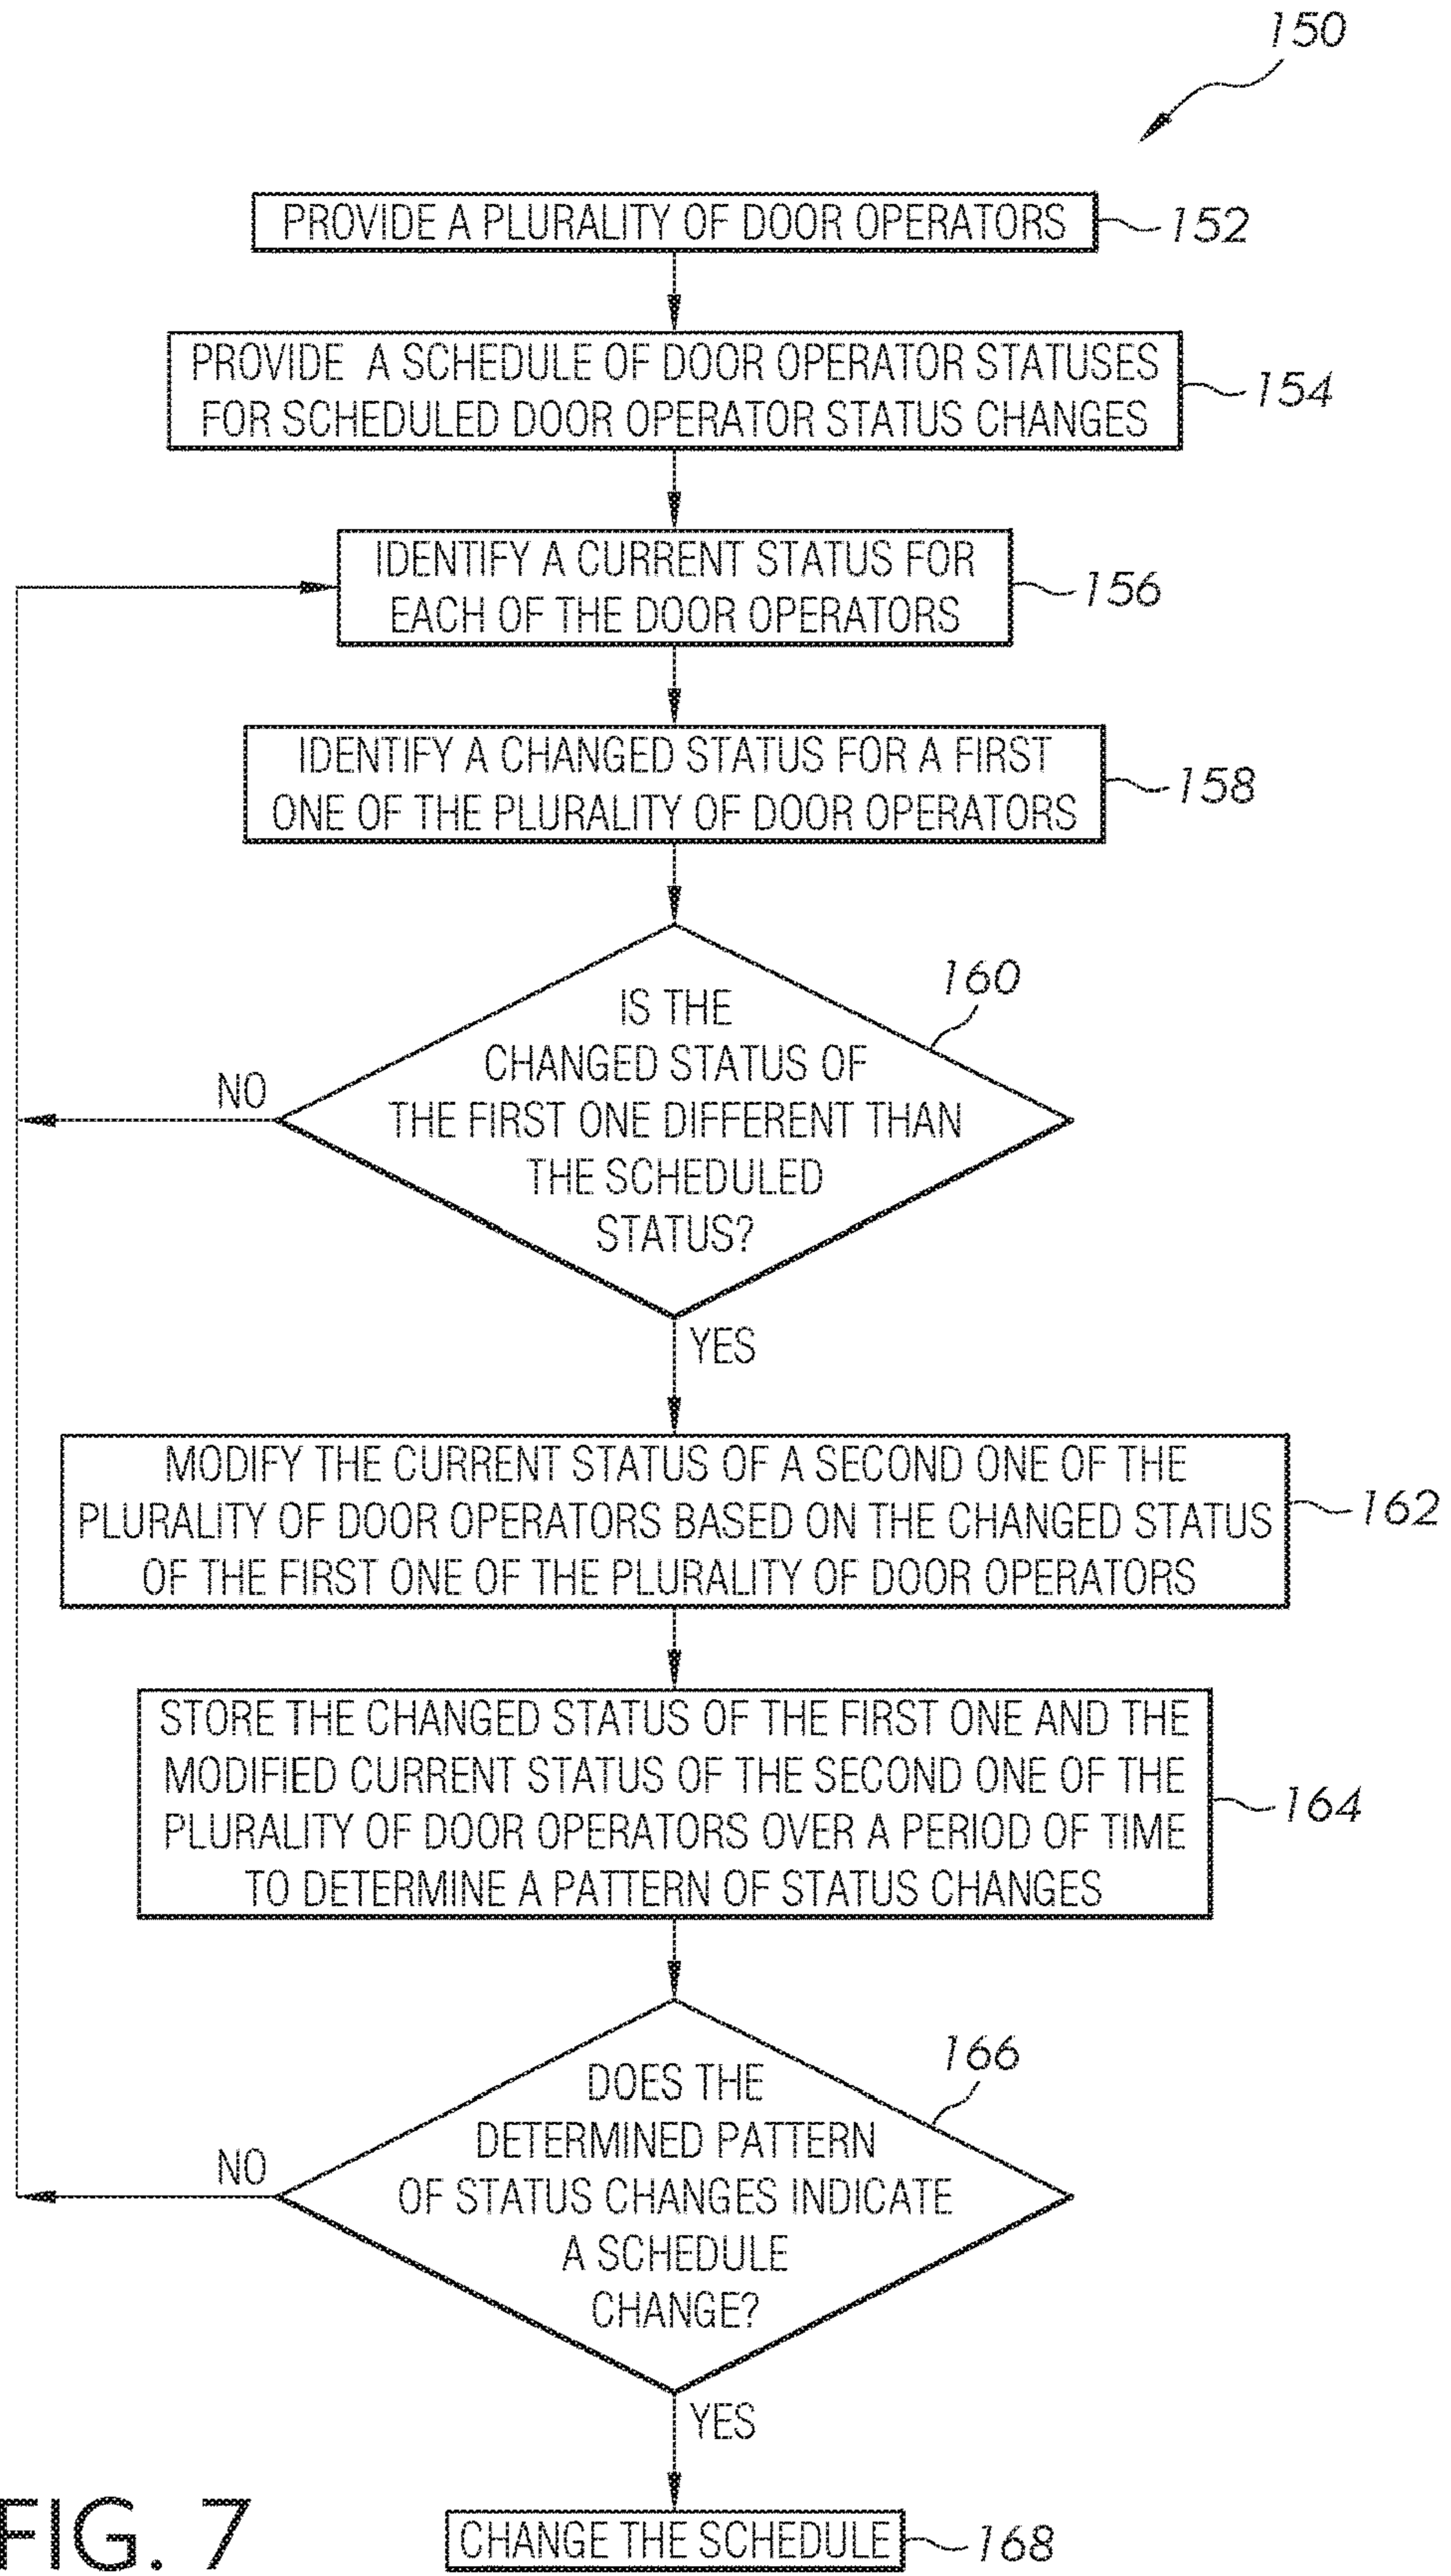 150
PROVIDE A PLURALITY OF DOOR OPERATORS
152
PROVIDE A SCHEDULE OF DOOR OPERATOR STATUSES
FOR SCHEDULED DOOR OPERATOR STATUS CHANGES
154
IDENTIFY A CURRENT STATUS FOR
EACH OF THE DOOR OPERATORS
156
IDENTIFY A CHANGED STATUS FOR A FIRST
ONE OF THE PLURALITY OF DOOR OPERATORS
158
160
IS THE
CHANGED STATUS OF
THE FIRST ONE DIFFERENT THAN
THE SCHEDULED
STATUS?
NO
YES
MODIFY THE CURRENT STATUS OF A SECOND ONE OF THE
PLURALITY OF DOOR OPERATORS BASED ON THE CHANGED STATUS
OF THE FIRST ONE OF THE PLURALITY OF DOOR OPERATORS
162
STORE THE CHANGED STATUS OF THE FIRST ONE AND THE
MODIFIED CURRENT STATUS OF THE SECOND ONE OF THE
PLURALITY OF DOOR OPERATORS OVER A PERIOD OF TIME
TO DETERMINE A PATTERN OF STATUS CHANGES
164
166
DOES THE
DETERMINED PATTERN
OF STATUS CHANGES INDICATE
A SCHEDULE
CHANGE?
NO
YES
CHANGE THE SCHEDULE
168
FIG. 7